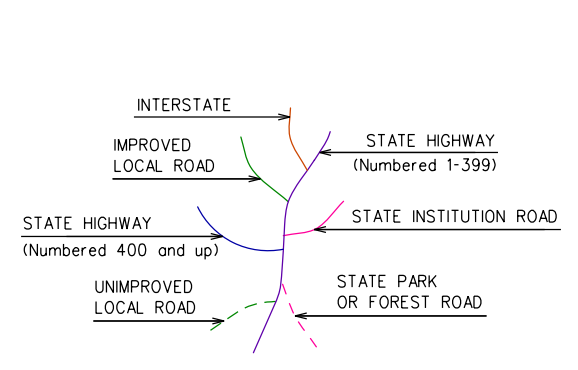 INTERSTATE
STATE HIGHWAY
(Numbered 1-399)
IMPROVED
LOCAL ROAD
STATE INSTITUTION ROAD
STATE HIGHWAY
(Numbered 400 and up)
STATE PARK
OR FOREST ROAD
UNIMPROVED
LOCAL ROAD